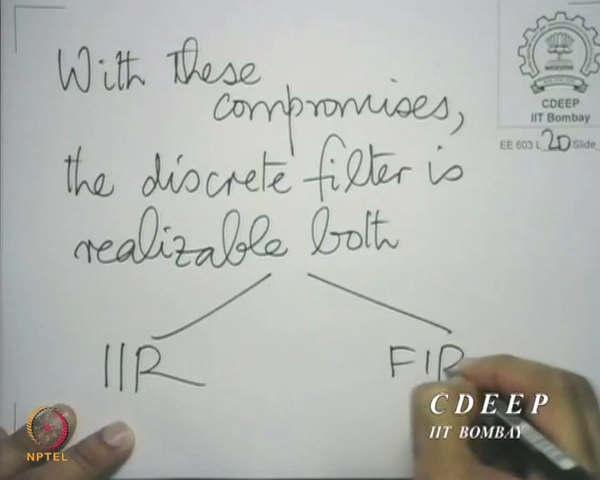 With these
compromises,
the discrete filter is
realizable both
IIR FIR
CDEEP
IIT Bombay
EE 603 L 20 Slide_
CDEEP
IIT BOMBAY
NPTEL